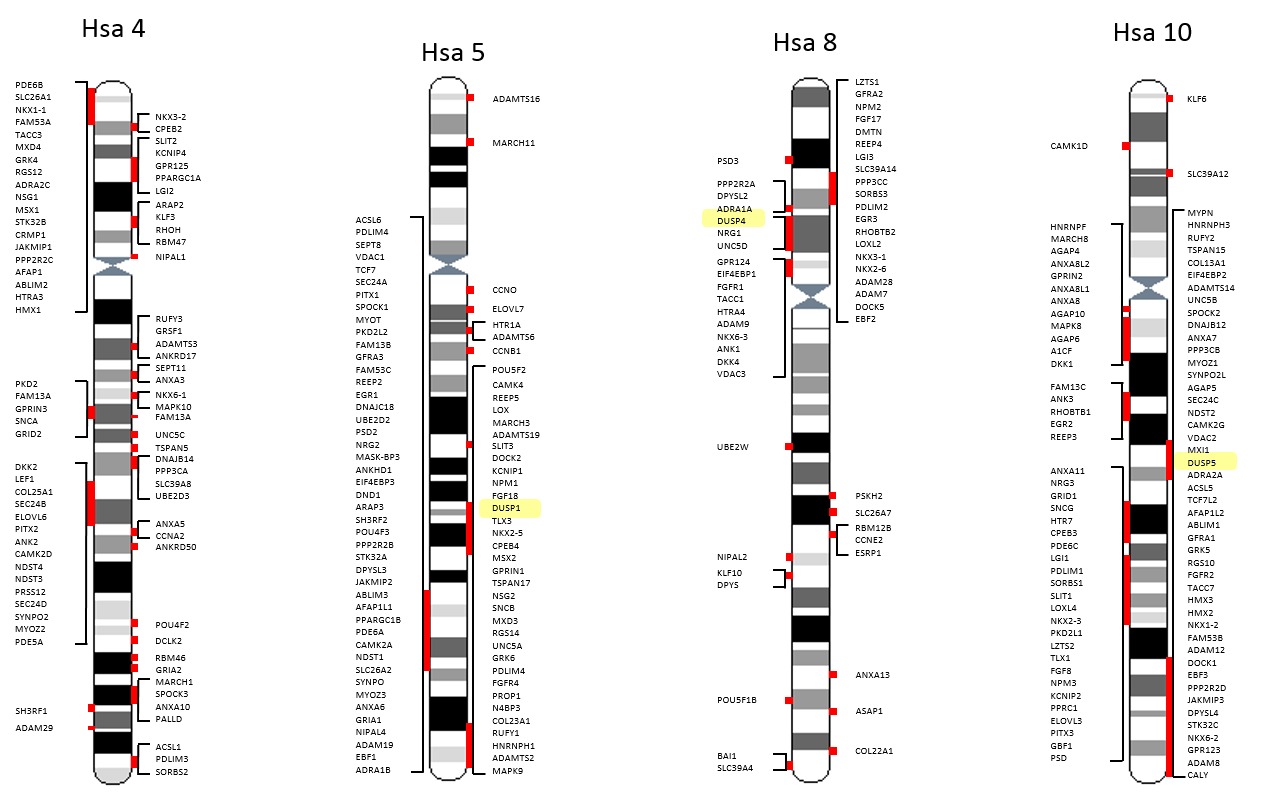 Hsa 4
PDE6B
SLC26A1
NKX1-1
FAM53A
TACC3
MXD4
GRK4
RGS12
ADRA2C
NSG1
MSX1
STK32B
CRMP1
JAKMIP1
PPP2R2C
AFAP1
ABLIM2
HTRA3
HMX1
PKD2
FAM13A
GPRIN3
SNCA
GRID2
DKK2
LEF1
COL25A1
SEC24B
ELOVL6
PITX2
ANK2
CAMK2D
NDST4
NDST3
PRSS12
SEC24D
SYNPO2
MYOZ2
PDE5A
SH3RF1
ADAM29
NKX3-2
CPEB2
SLIT2
KCNIP4
GPR125
PPARGC1A
LGI2
ARAP2
KLF3
RHOH
RBM47
NIPAL1
RUFY3
GRSF1
ADAMTS3
ANKRD17
SEPT11
ANXA3
NKX6-1
MAPK10
FAM13A
UNC5C
TSPAN5
DNAJB14
PPP3CA
SLC39A8
UBE2D3
ANXA5
CCNA2
ANKRD50
POU4F2
DCLK2
RBM46
GRIA2
MARCH1
SPOCK3
ANXA10
PALLD
ACSL1
PDLIM3
SORBS2
Hsa 5
ACSL6
PDLIM4
SEPT8
VDAC1
TCF7
SEC24A
PITX1
SPOCK1
MYOT
PKD2L2
FAM13B
GFRA3
FAM53C
REEP2
EGR1
DNAJC18
UBE2D2
PSD2
NRG2
MASK-BP3
ANKHD1
EIF4EBP3
DND1
ARAP3
SH3RF2
POU4F3
PPP2R2B
STK32A
DPYSL3
JAKMIP2
ABLIM3
AFAP1L1
PPARGC1B
PDE6A
CAMK2A
NDST1
SLC26A2
SYNPO
MYOZ3
ANXA6
GRIA1
NIPAL4
ADAM19
EBF1
ADRA1B
ADAMTS16
MARCH11
CCNO
ELOVL7
HTR1A
ADAMTS6
CCNB1
POU5F2
CAMK4
REEP5
LOX
MARCH3
ADAMTS19
SLIT3
DOCK2
KCNIP1
NPM1
FGF18
DUSP1
TLX3
NKX2-5
CPEB4
MSX2
GPRIN1
TSPAN17
NSG2
SNCB
MXD3
RGS14
UNC5A
GRK6
PDLIM4
FGFR4
PROP1
N4BP3
COL23A1
RUFY1
HNRNPH1
ADAMTS2
MAPK9
Hsa 8
PSD3
PPP2R2A
DPYSL2
ADRA1A
DUSP4
NRG1
UNC5D
GPR124
EIF4EBP1
FGFR1
TACC1
HTRA4
ADAM9
NKX6-3
ANK1
DKK4
VDAC3
UBE2W
NIPAL2
KLF10
DPYS
POU5F1B
BAI1
SLC39A4
LZTS1
GFRA2
NPM2
FGF17
DMTN
REEP4
LGI3
SLC39A14
PPP3CC
SORBS3
PDLIM2
EGR3
RHOBTB2
LOXL2
NKX3-1
NKX2-6
ADAM28
ADAM7
DOCK5
EBF2
PSKH2
SLC26A7
RBM12B
CCNE2
ESRP1
ANXA13
ASAP1
COL22A1
Hsa 10
CAMK1D
HNRNPF
MARCH8
AGAP4
ANXA8L2
GPRIN2
ANXA8L1
ANXA8
AGAP10
MAPK8
AGAP6
A1CF
DKK1
FAM13C
ANK3
RHOBTB1
EGR2
REEP3
ANXA11
NRG3
GRID1
SNCG
HTR7
CPEB3
PDE6C
LGI1
PDLIM1
SORBS1
SLIT1
LOXL4
NKX2-3
PKD2L1
LZTS2
TLX1
FGF8
NPM3
KCNIP2
PPRC1
ELOVL3
PITX3
GBF1
PSD
KLF6
SLC39A12
MYPN
HNRNPH3
RUFY2
TSPAN15
COL13A1
EIF4EBP2
ADAMTS14
UNC5B
SPOCK2
DNAJB12
ANXA7
PPP3CB
MYOZ1
SYNPO2L
AGAP5
SEC24C
NDST2
CAMK2G
VDAC2
MXI1
DUSP5
ADRA2A
ACSL5
TCF7L2
AFAP1L2
ABLIM1
GFRA1
GRK5
RGS10
FGFR2
TACC7
HMX3
HMX2
NKX1-2
FAM53B
ADAM12
DOCK1
EBF3
PPP2R2D
JAKMIP3
DPYSL4
STK32C
NKX6-2
GPR123
ADAM8
CALY